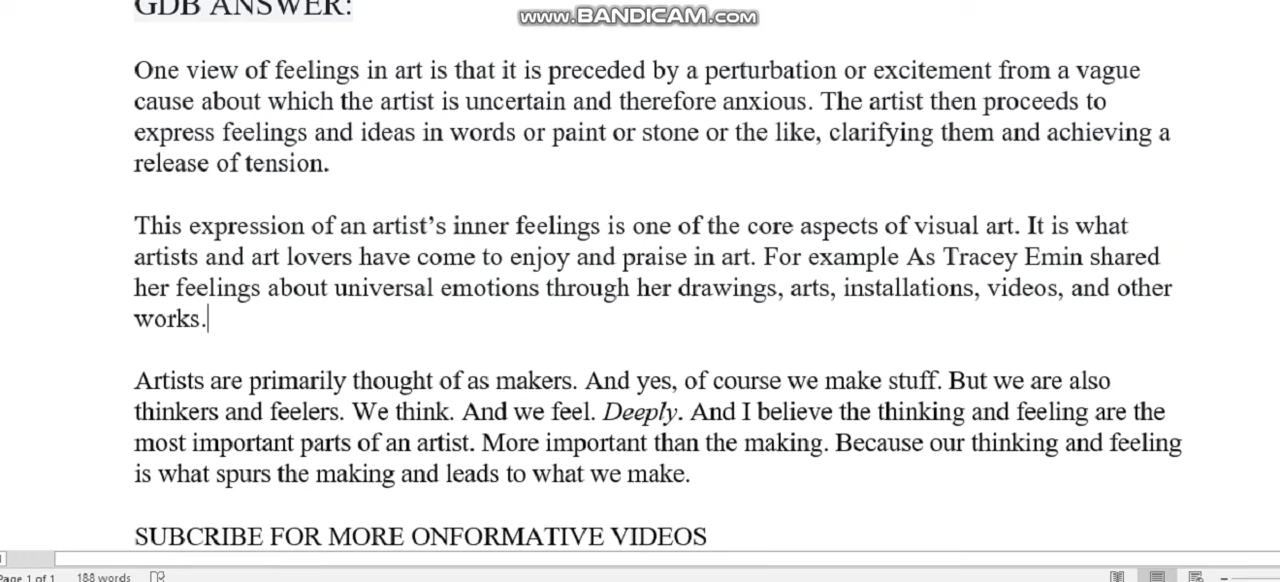 GDB ANSWER:
www.BANDICAM.com
One view of feelings in art is that it is preceded by a perturbation or excitement from a vague
cause about which the artist is uncertain and therefore anxious. The artist then proceeds to
express feelings and ideas in words or paint or stone or the like, clarifying them and achieving a
release of tension.
This expression of an artist’s inner feelings is one of the core aspects of visual art. It is what
artists and art lovers have come to enjoy and praise in art. For example As Tracey Emin shared
her feelings about universal emotions through her drawings, arts, installations, videos, and other
works.
Artists are primarily thought of as makers. And yes, of course we make stuff. But we are also
thinkers and feelers. We think. And we feel. Deeply. And I believe the thinking and feeling are the
most important parts of an artist. More important than the making. Because our thinking and feeling
is what spurs the making and leads to what we make.
SUBCRIBE FOR MORE ONFORMATIVE VIDEOS
Page 1 of 1 188 words